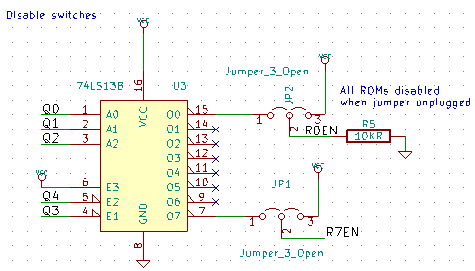 Disable switches
vcc
vcc
74LS138 U3
Jumper_3_Open
All ROMs disabled
when jumper unplugged
16
VCC
JP2
Q0 1 A0 O0 15
Q1 2 A1 O1 14
Q2 3 A2 O2 13
O3 12
O4 11
O5 10
O6 9
O7 7
1 2 3
R0EN
R5
10KR
vcc
6 E3
Q4 5 E2
Q3 4 E1
GND
8
vcc
JP1
1 2 3
R7EN
Jumper_3_Open